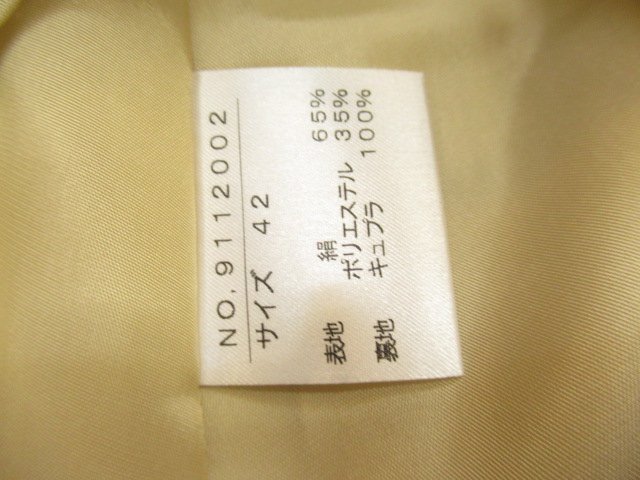 NO,9112002
サイズ 42
表地 絹 65%
ポリエステル 35%
裏地 キュプラ 100%